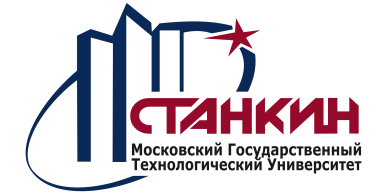 СТАНКИН
Московский Государственный
Технологический Университет